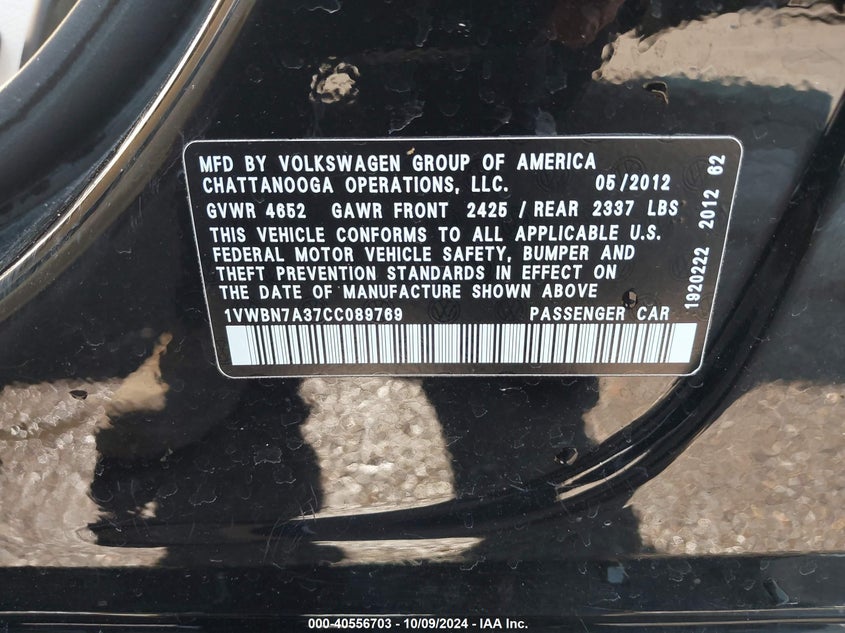 MFD BY VOLKSWAGEN GROUP OF AMERICA
CHATTANOOGA OPERATIONS, LLC. 05/2012
GVWR 4652 GAWR FRONT 2425 / REAR 2337 LBS
THIS VEHICLE CONFORMS TO ALL APPLICABLE U.S.
FEDERAL MOTOR VEHICLE SAFETY, BUMPER AND
THEFT PREVENTION STANDARDS IN EFFECT ON
THE DATE OF MANUFACTURE SHOWN ABOVE
1VWBN7A37CC089769 PASSENGER CAR
1920222 2012 62
000-40556703 - 10/09/2024 - IAA Inc.